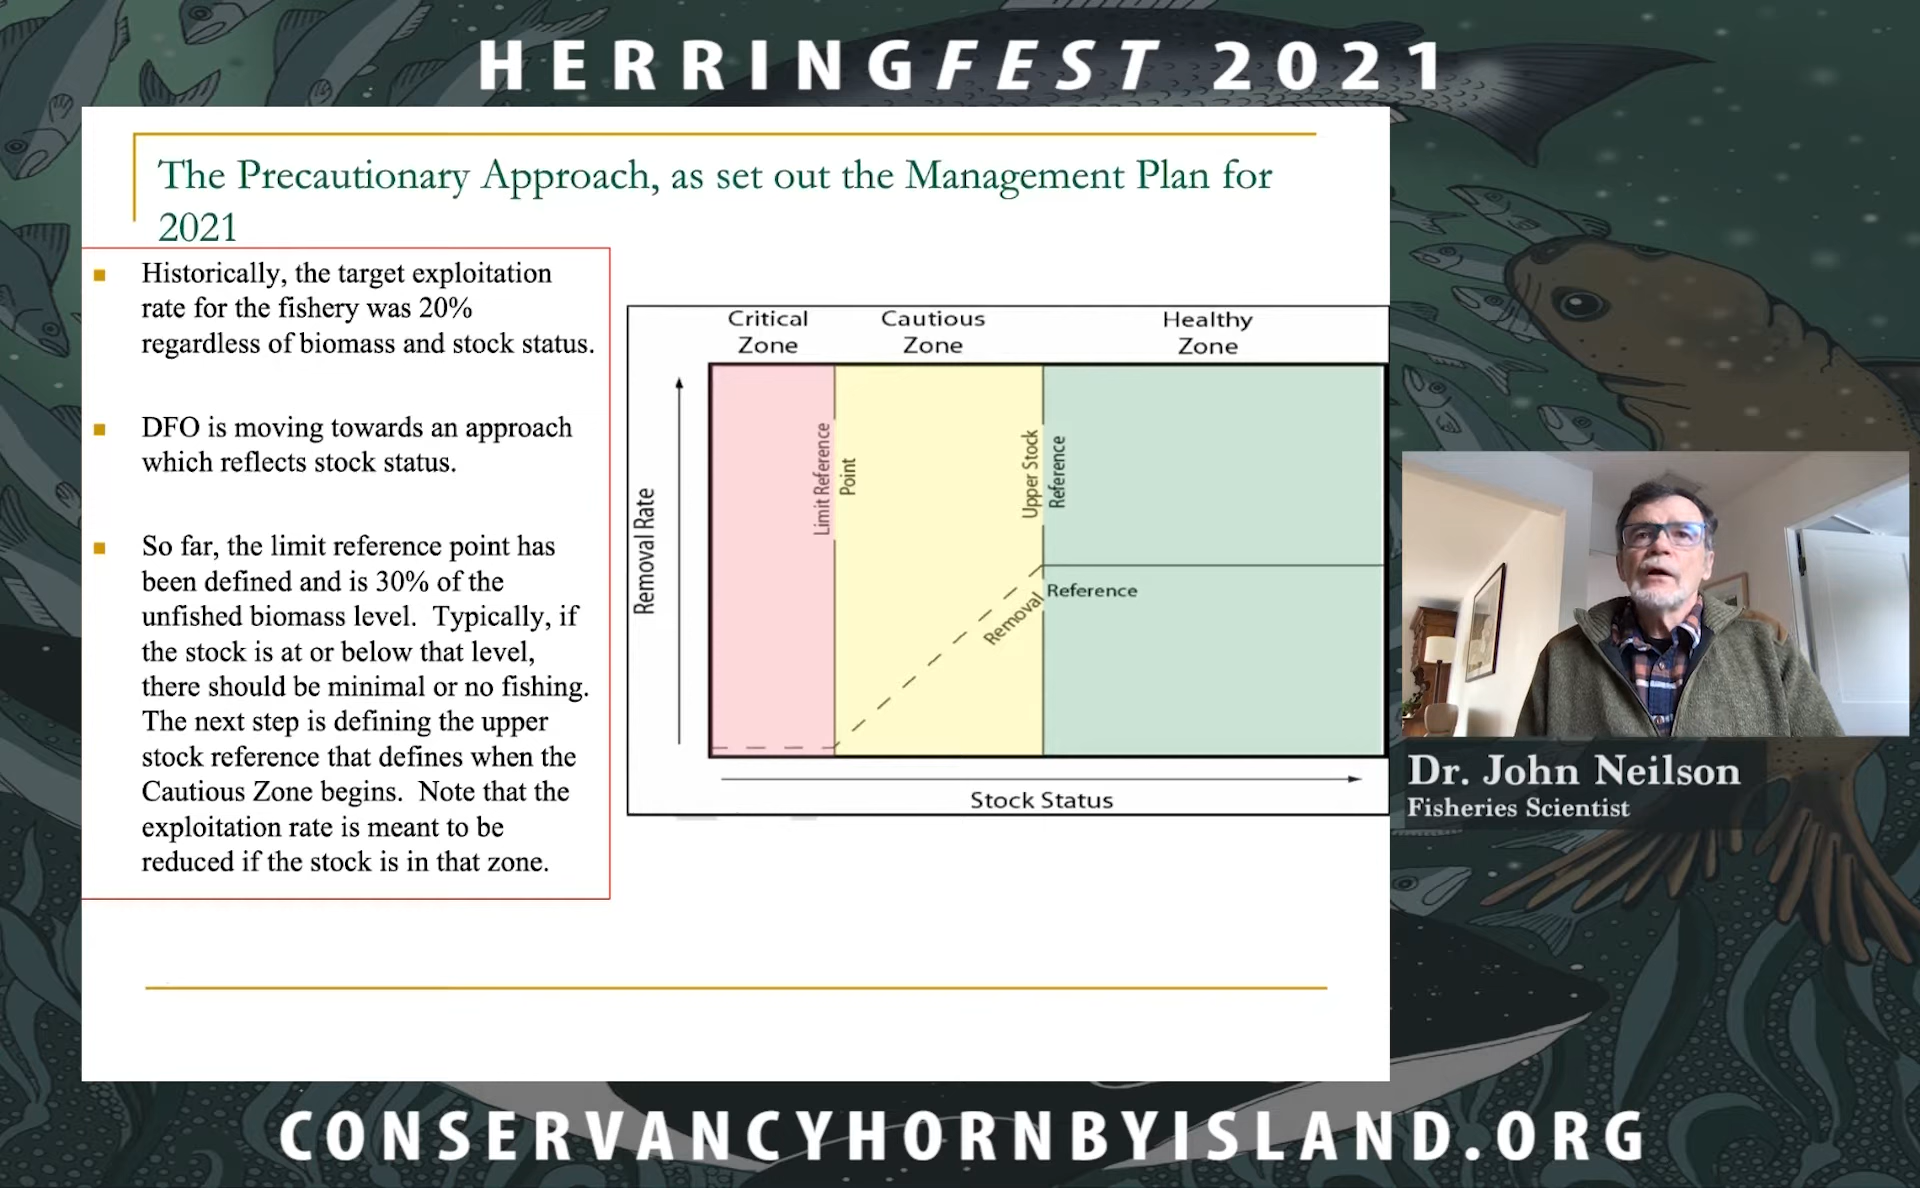 HERRINGFEST 2021
The Precautionary Approach, as set out the Management Plan for
2021
Historically, the target exploitation
rate for the fishery was 20%
regardless of biomass and stock status.
DFO is moving towards an approach
which reflects stock status.
So far, the limit reference point has
been defined and is 30% of the
unfished biomass level.  Typically, if
the stock is at or below that level,
there should be minimal or no fishing.
The next step is defining the upper
stock reference that defines when the
Cautious Zone begins.  Note that the
exploitation rate is meant to be
reduced if the stock is in that zone.
Critical
Zone
Cautious
Zone
Healthy
Zone
Removal Rate
Limit Reference
Point
Upper Stock
Reference
Removal
Reference
Stock Status
Dr. John Neilson
Fisheries Scientist
CONSERVANCYHORNBYISLAND.ORG